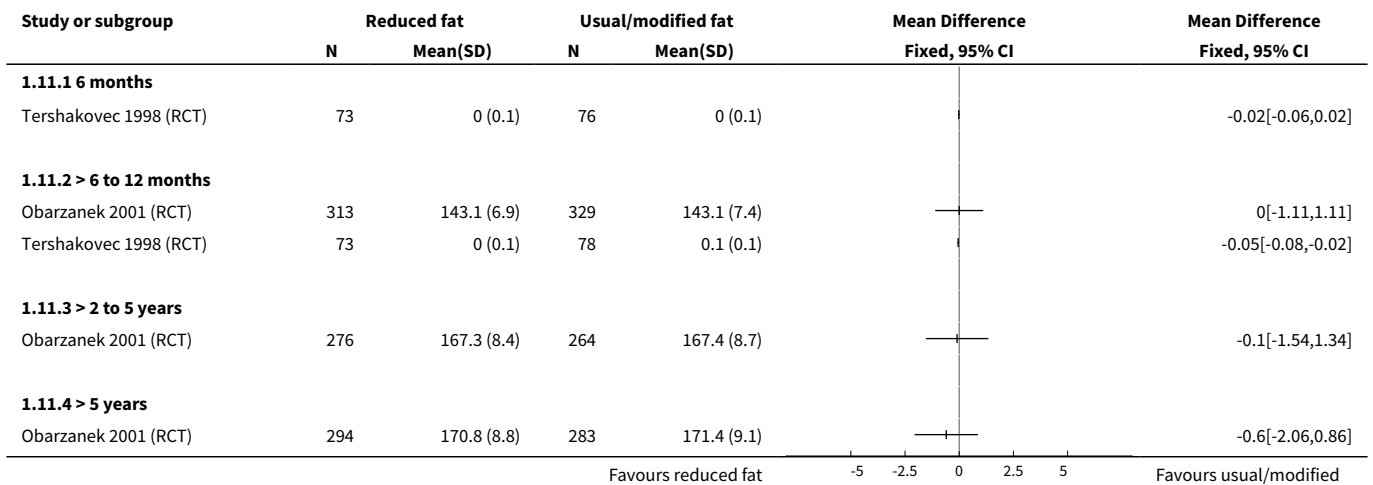 Study or subgroup Reduced fat Usual/modified fat Mean Difference Mean Difference
N Mean(SD) N Mean(SD) Fixed, 95% CI Fixed, 95% CI
1.11.1 6 months
Tershakovec 1998 (RCT) 73 0 (0.1) 76 0 (0.1) -0.02[-0.06,0.02]
1.11.2 > 6 to 12 months
Obarzanek 2001 (RCT) 313 143.1 (6.9) 329 143.1 (7.4) 0[-1.11,1.11]
Tershakovec 1998 (RCT) 73 0 (0.1) 78 0.1 (0.1) -0.05[-0.08,-0.02]
1.11.3 > 2 to 5 years
Obarzanek 2001 (RCT) 276 167.3 (8.4) 264 167.4 (8.7) -0.1[-1.54,1.34]
1.11.4 > 5 years
Obarzanek 2001 (RCT) 294 170.8 (8.8) 283 171.4 (9.1) -0.6[-2.06,0.86]
Favours reduced fat -5 -2.5 0 2.5 5 Favours usual/modified